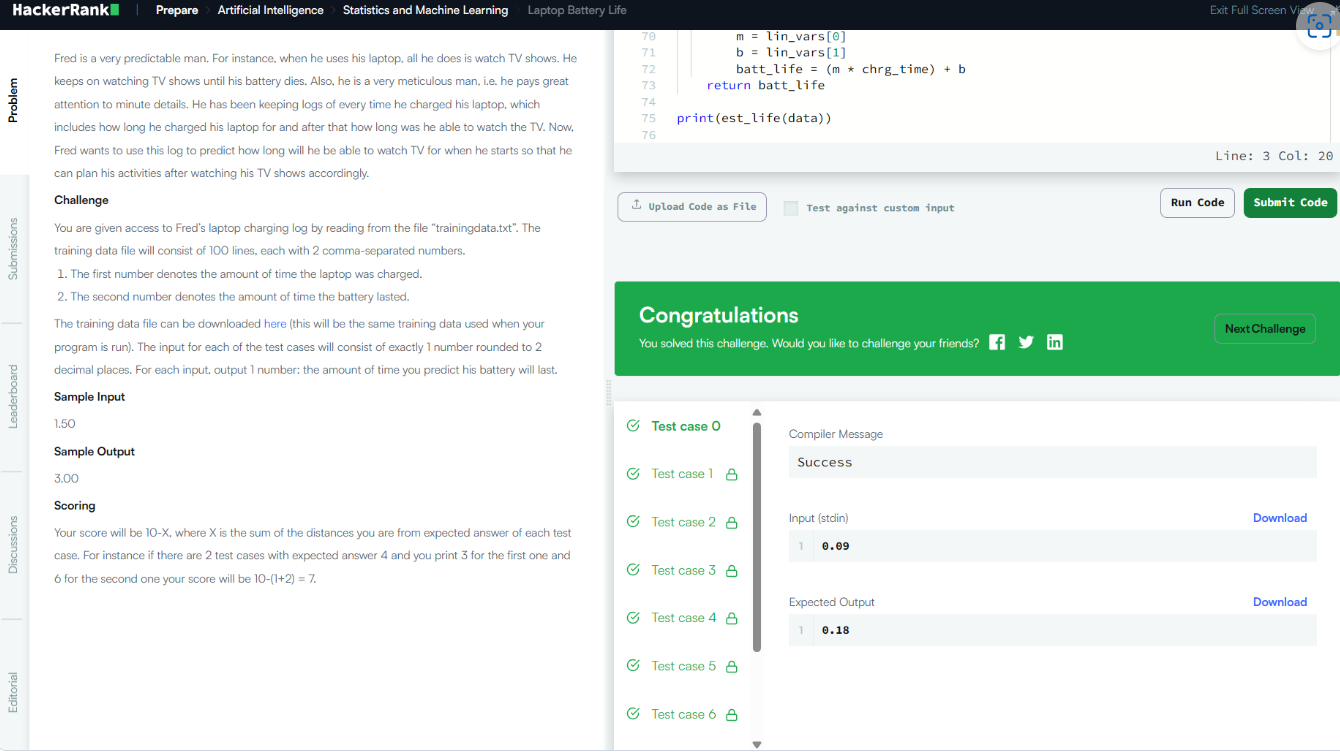 HackerRank
Prepare
Artificial Intelligence
Statistics and Machine Learning
Laptop Battery Life
Exit Full Screen View
Problem
Submissions
Leaderboard
Discussions
Editorial
Fred is a very predictable man. For instance, when he uses his laptop, all he does is watch TV shows. He
keeps on watching TV shows until his battery dies. Also, he is a very meticulous man, i.e. he pays great
attention to minute details. He has been keeping logs of every time he charged his laptop, which
includes how long he charged his laptop for and after that how long was he able to watch the TV. Now,
Fred wants to use this log to predict how long will he be able to watch TV for when he starts so that he
can plan his activities after watching his TV shows accordingly.
Challenge
You are given access to Fred's laptop charging log by reading from the file “trainingdata.txt”. The
training data file will consist of 100 lines, each with 2 comma-separated numbers.
1. The first number denotes the amount of time the laptop was charged.
2. The second number denotes the amount of time the battery lasted.
The training data file can be downloaded here (this will be the same training data used when your
program is run). The input for each of the test cases will consist of exactly 1 number rounded to 2
decimal places. For each input, output 1 number: the amount of time you predict his battery will last.
Sample Input
1.50
Sample Output
3.00
Scoring
Your score will be 10-X, where X is the sum of the distances you are from expected answer of each test
case. For instance if there are 2 test cases with expected answer 4 and you print 3 for the first one and
6 for the second one your score will be 10-(1+2) = 7.
70 m = lin_vars[0]
71 b = lin_vars[1]
72 batt_life = (m * chrg_time) + b
73 return batt_life
74
75 print(est_life(data))
76
Line: 3 Col: 20
Upload Code as File
Test against custom input
Run Code
Submit Code
Congratulations
You solved this challenge. Would you like to challenge your friends?
Next Challenge
Test case 0
Test case 1
Test case 2
Test case 3
Test case 4
Test case 5
Test case 6
Compiler Message
Success
Input (stdin)
Download
1 0.09
Expected Output
Download
1 0.18